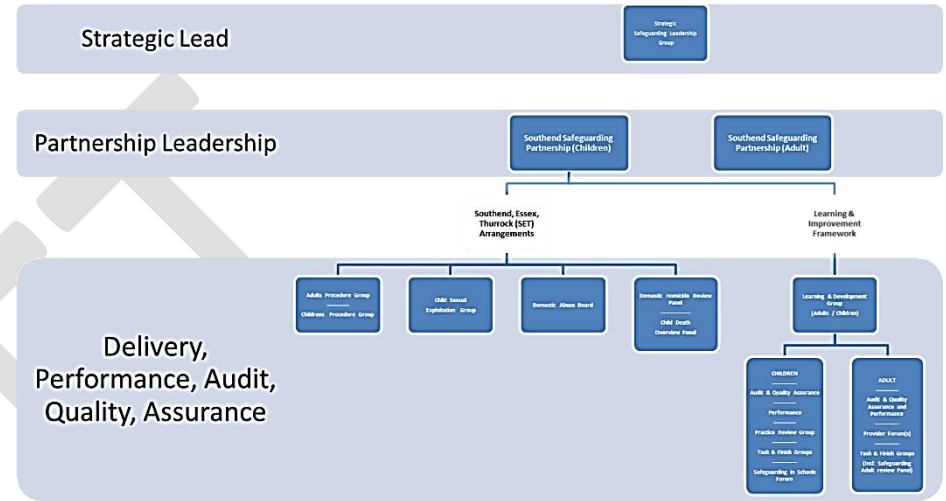 Strategic Lead
Strategic
Safeguarding Leadership
Group
Partnership Leadership
Southend Safeguarding
Partnership (Children)
Southend Safeguarding
Partnership (Adult)
Southend, Essex,
Thurrock (SET)
Arrangements
Learning &
Improvement
Framework
Delivery,
Performance, Audit,
Quality, Assurance
Adults Procedure Group
Childrens Procedure Group
Child Sexual
Exploitation Group
Domestic Abuse Board
Domestic Homicide Review
Panel
Child Death
Overview Panel
Learning & Development
Group
(Adults / Children)
CHILDREN
Audit & Quality Assurance
Performance
Practice Review Group
Task & Finish Groups
Safeguarding in Schools
Forum
ADULT
Audit & Quality
Assurance and
Performance
Provider Forum(s)
Task & Finish Groups
(Incl: Safeguarding
Adult review Panel)